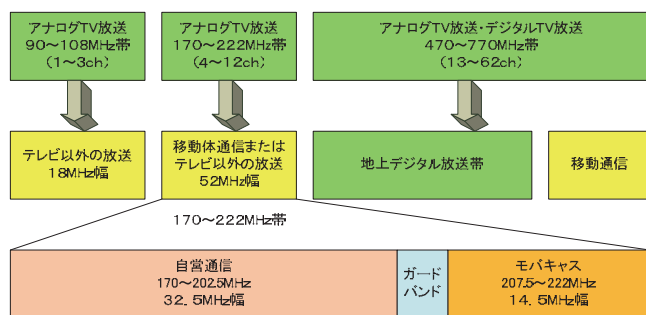 アナログTV放送
90～108MHz帯
（1～3ch）
アナログTV放送
170～222MHz帯
（4～12ch）
アナログTV放送・デジタルTV放送
470～770MHz帯
（13～62ch）
テレビ以外の放送
18MHz幅
移動体通信または
テレビ以外の放送
52MHz幅
地上デジタル放送帯
移動通信
170～222MHz帯
自営通信
170～202.5MHz
32．5MHz幅
ガード
バンド
モバキャス
207.5～222MHz
14．5MHz幅